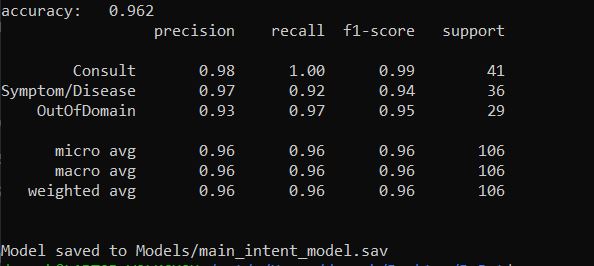 accuracy: 0.962
precision recall f1-score support
Consult 0.98 1.00 0.99 41
Symptom/Disease 0.97 0.92 0.94 36
OutOfDomain 0.93 0.97 0.95 29
micro avg 0.96 0.96 0.96 106
macro avg 0.96 0.96 0.96 106
weighted avg 0.96 0.96 0.96 106
Model saved to Models/main_intent_model.sav